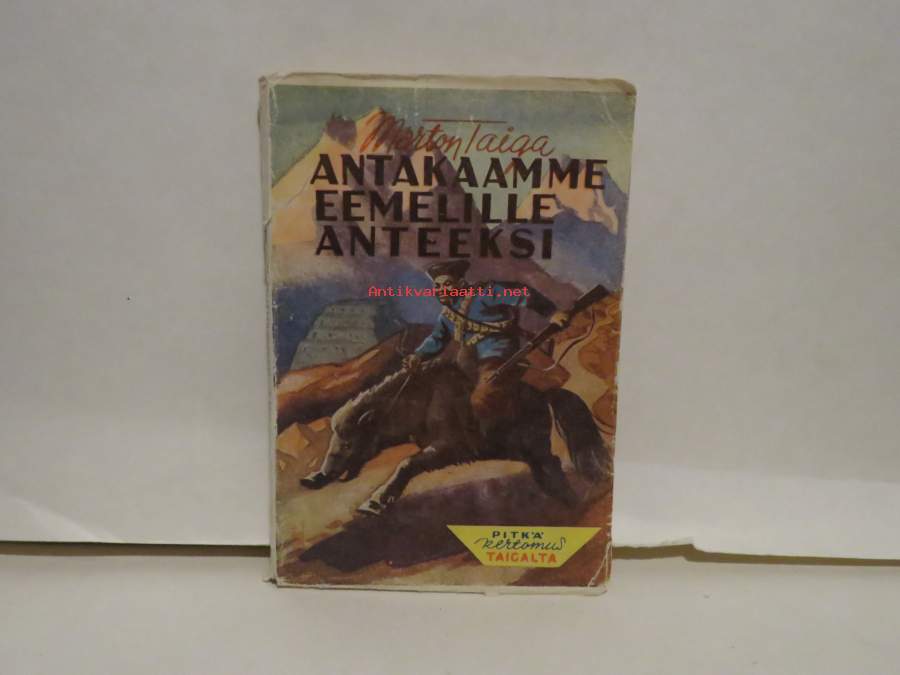 Marton Taiga
ANTAKAAMME
EEMELILLE
ANTEEKSI
Antikvariaatti.net
PITKÄ
kertomus
TAIGALTA